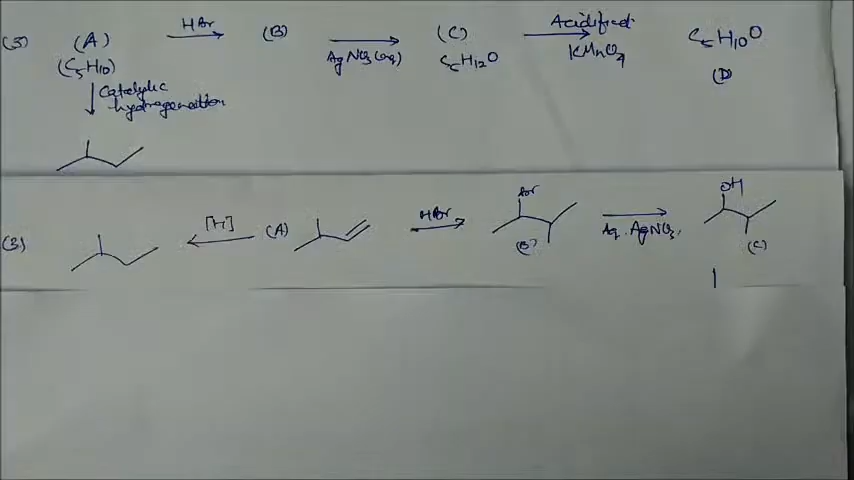 (3) (A) HBr (B) AgNO3(aq) (C) Acidified KMnO4 C5H10O
(C5H10) C5H12O (D)
Catalytic
hydrogenation
(3) [H] (A) HBr Br (B) Aq. AgNO3. OH (C)